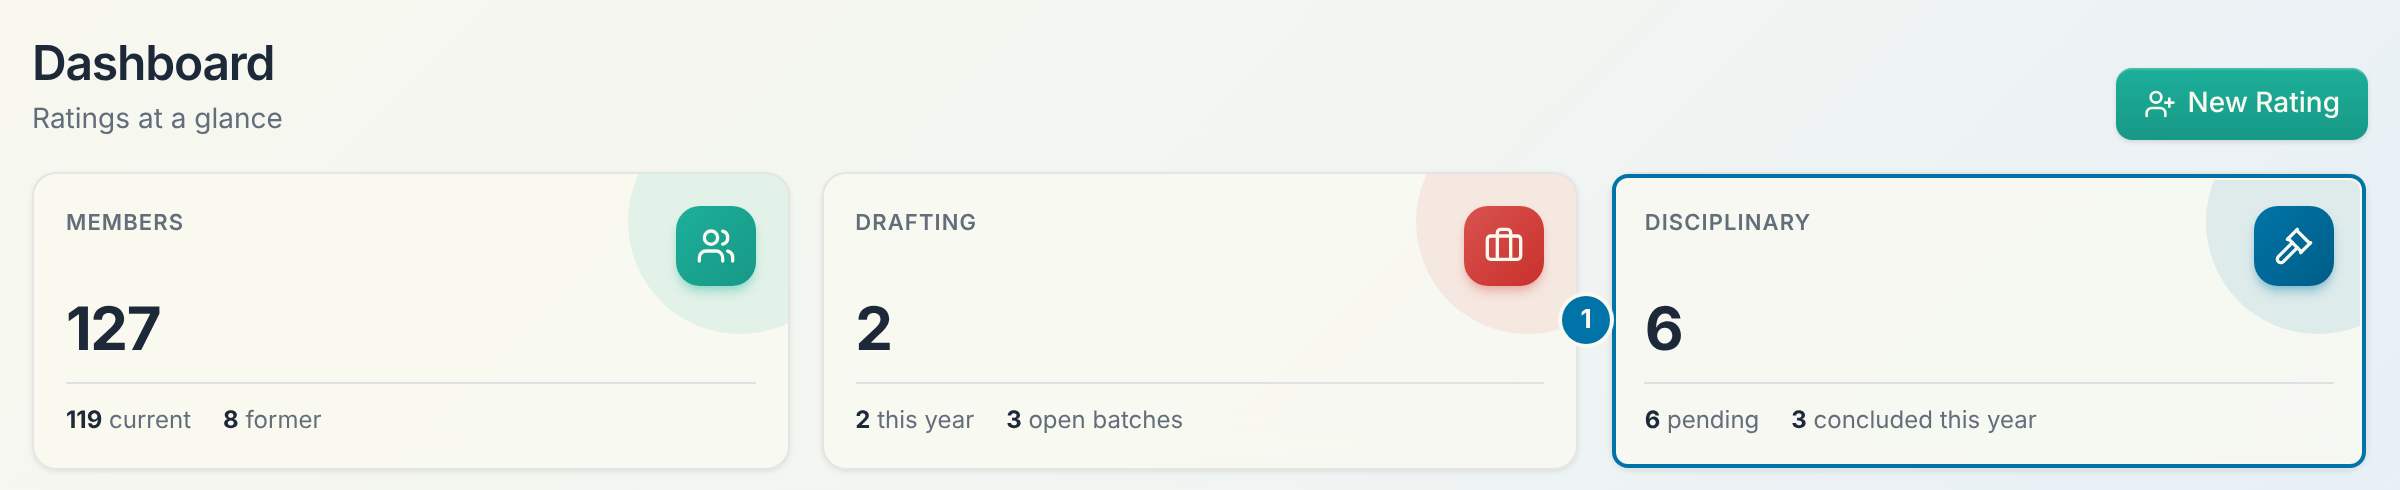 Dashboard
Ratings at a glance
New Rating
MEMBERS
127
119 current 8 former
DRAFTING
2
2 this year 3 open batches
1
DISCIPLINARY
6
6 pending 3 concluded this year